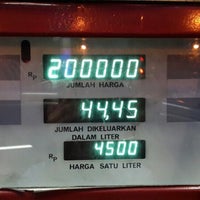 RP 200000
JUMLAH HARGA
44,45
JUMLAH DIKELUARKAN
DALAM LITER
RP 4500
HARGA SATU LITER